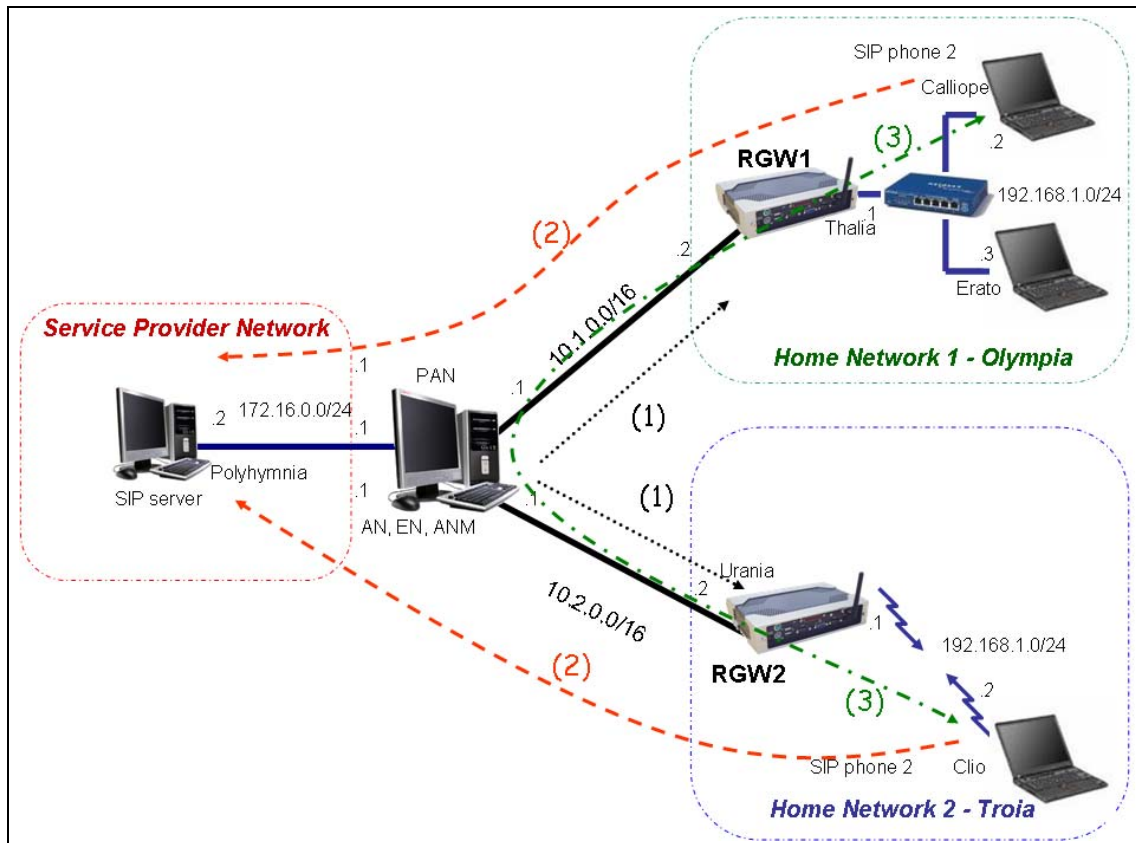 SIP phone 2
Calliope
(3)
.2
RGW1
192.168.1.0/24
.1
Thalia
(2)
.2
.3
Erato
Service Provider Network
10.1.0.0/16
Home Network 1 - Olympia
.1
PAN
.1
(1)
.2
172.16.0.0/24
.1
Polyhymnia
SIP server
.1
(1)
.1
AN, EN, ANM
Urania
.2
10.2.0.0/16
.1
192.168.1.0/24
(2)
RGW2
.2
(3)
SIP phone 2
Clio
Home Network 2 - Troia